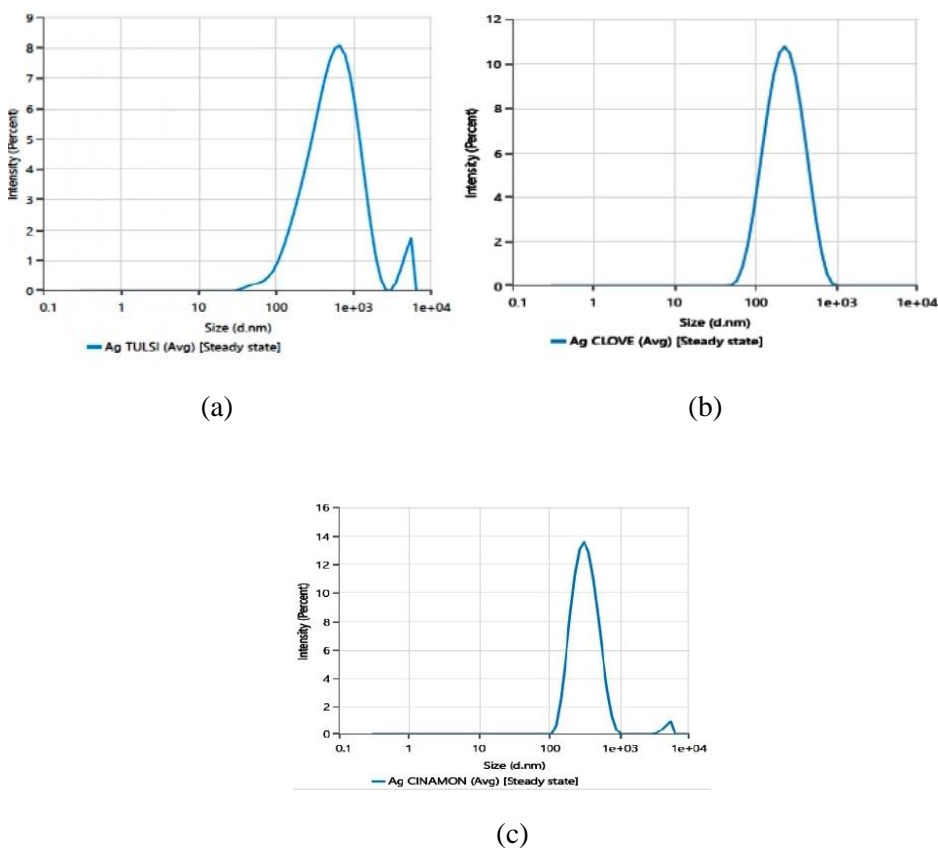 9
8
7
6
5
4
3
2
1
0
Intensity (Percent)
0.1 1 10 100 1e+03 1e+04
Size (d.nm)
Ag TULSI (Avg) [Steady state]
(a)
12
10
8
6
4
2
0
Intensity (Percent)
0.1 1 10 100 1e+03 1e+04
Size (d.nm)
Ag CLOVE (Avg) [Steady state]
(b)
16
14
12
10
8
6
4
2
0
Intensity (Percent)
0.1 1 10 100 1e+03 1e+04
Size (d.nm)
Ag CINAMON (Avg) [Steady state]
(c)